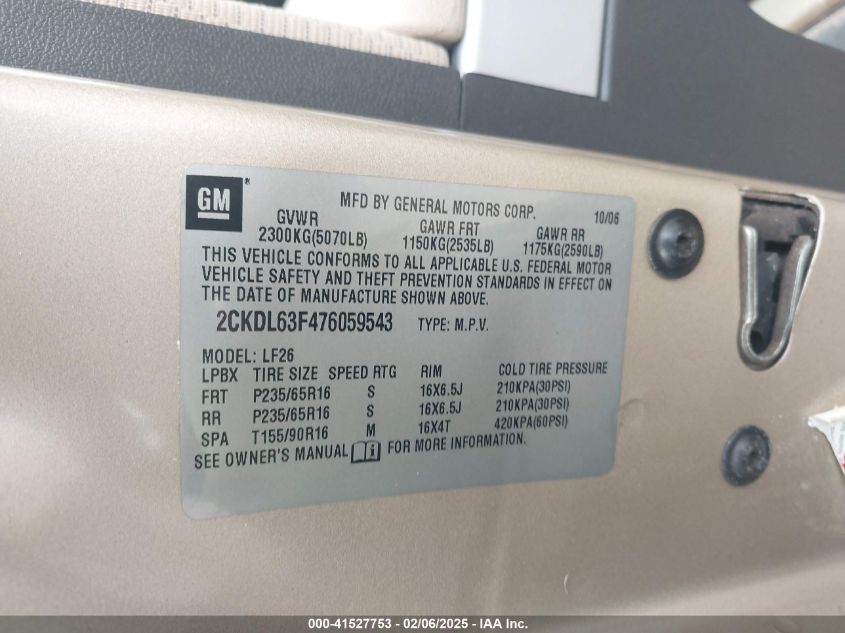 GM
MFD BY GENERAL MOTORS CORP. 10/06
GVWR GAWR FRT GAWR RR
2300KG(5070LB) 1150KG(2535LB) 1175KG(2590LB)
THIS VEHICLE CONFORMS TO ALL APPLICABLE U.S. FEDERAL MOTOR
VEHICLE SAFETY AND THEFT PREVENTION STANDARDS IN EFFECT ON
THE DATE OF MANUFACTURE SHOWN ABOVE.
2CKDL63F476059543 TYPE: M.P.V.
MODEL: LF26
LPBX TIRE SIZE SPEED RTG RIM COLD TIRE PRESSURE
FRT P235/65R16 S 16X6.5J 210KPA(30PSI)
RR P235/65R16 S 16X6.5J 210KPA(30PSI)
SPA T155/90R16 M 16X4T 420KPA(60PSI)
SEE OWNER'S MANUAL i FOR MORE INFORMATION.
000-41527753 - 02/06/2025 - IAA Inc.